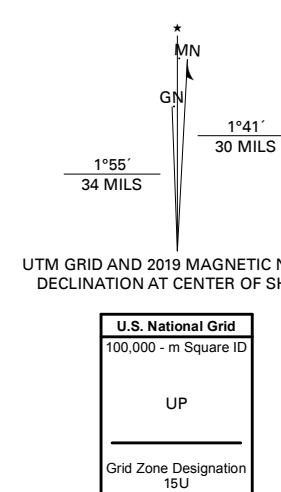 ★
MN
GN
1°41´
30 MILS
1°55´
34 MILS
UTM GRID AND 2019 MAGNETIC
DECLINATION AT CENTER OF
U.S. National Grid
100,000 - m Square ID
UP
Grid Zone Designation
15U